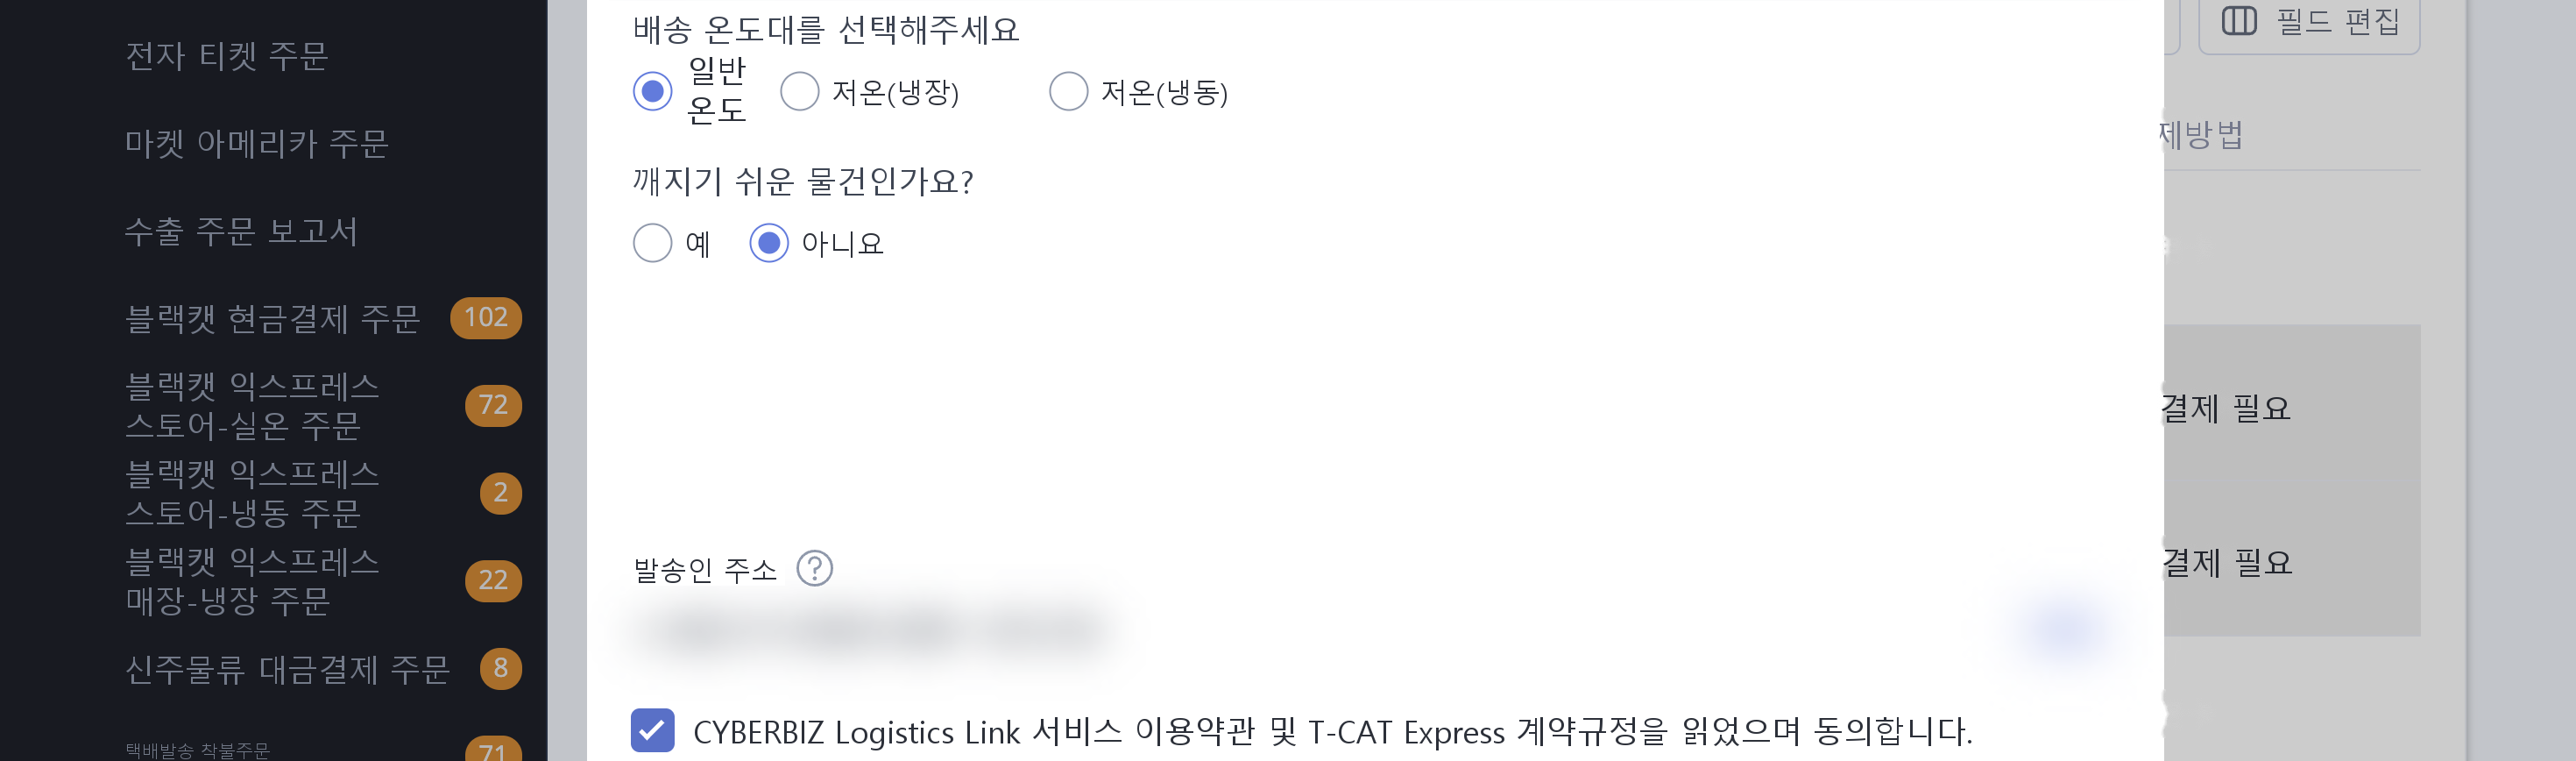 전자 티켓 주문
마켓 아메리카 주문
수출 주문 보고서
블랙캣 현금결제 주문
102
블랙캣 익스프레스
스토어-실온 주문
72
블랙캣 익스프레스
스토어-냉동 주문
2
블랙캣 익스프레스
매장-냉장 주문
22
신주물류 대금결제 주문
8
택배발송 착불주문
71
배송 온도대를 선택해주세요
일반
온도
저온(냉장)
저온(냉동)
깨지기 쉬운 물건인가요?
예
아니요
발송인 주소
CYBERBIZ Logistics Link 서비스 이용약관 및 T-CAT Express 계약규정을 읽었으며 동의합니다.
필드 편집
제방법
결제 필요
결제 필요